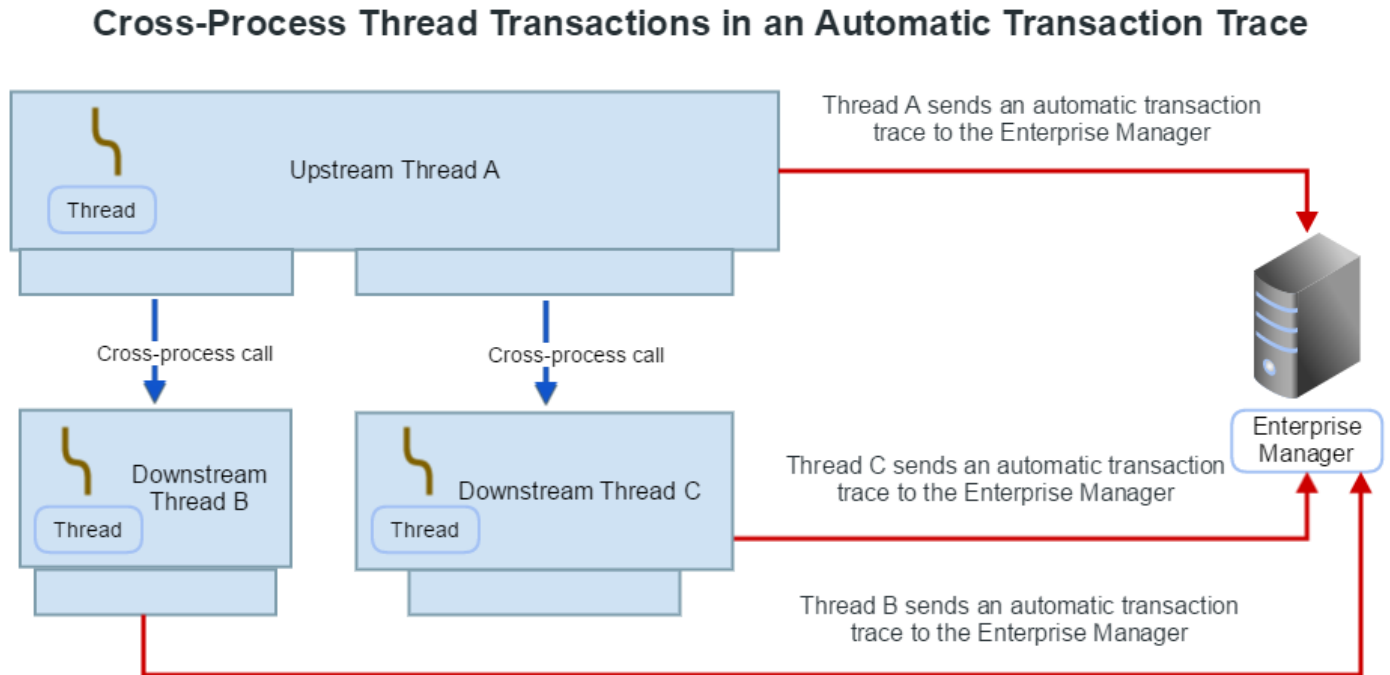 Cross-Process Thread Transactions in an Automatic Transaction Trace
Thread A sends an automatic transaction
trace to the Enterprise Manager
Upstream Thread A
Thread
Cross-process call
Cross-process call
Downstream
Thread B
Thread
Downstream Thread C
Thread
Enterprise
Manager
Thread C sends an automatic transaction
trace to the Enterprise Manager
Thread B sends an automatic transaction
trace to the Enterprise Manager